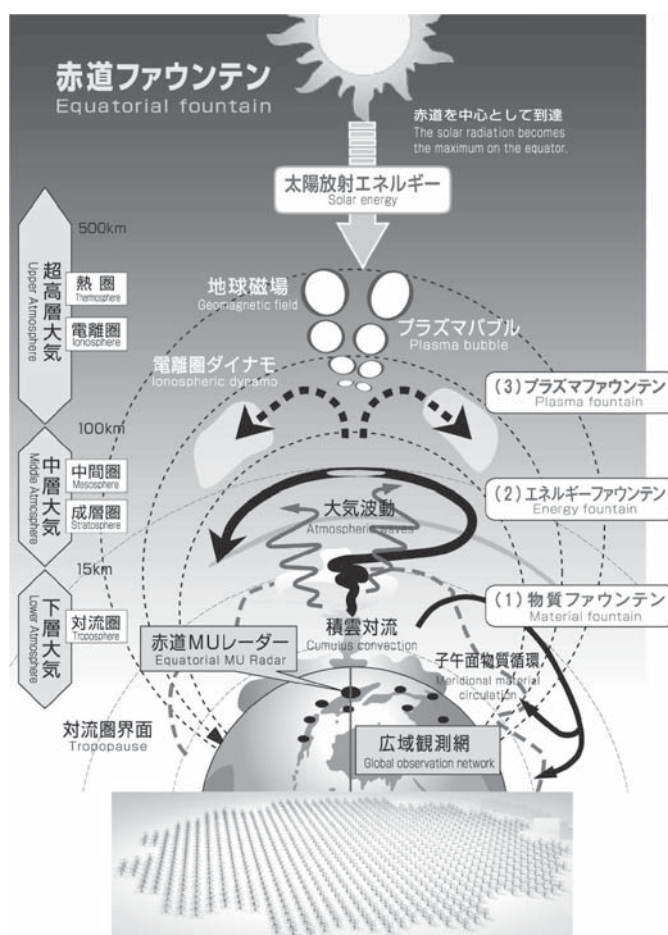 赤道ファウンテン
Equatorial fountain
赤道を中心として到達
The solar radiation becomes
the maximum on the equator.
太陽放射エネルギー
Solar energy
500km
超高層大気
Upper Atmosphere
熱圏
Thermosphere
電離圏
Ionosphere
地球磁場
Geomagnetic field
プラズマバブル
Plasma bubble
電離圏ダイナモ
Ionospheric dynamo
(3)プラズマファウンテン
Plasma fountain
100km
中層大気
Middle Atmosphere
中間圏
Mesosphere
成層圏
Stratosphere
(2)エネルギーファウンテン
Energy fountain
大気波動
Atmospheric waves
15km
下層大気
Lower Atmosphere
対流圏
Troposphere
(1)物質ファウンテン
Material fountain
積雲対流
Cumulus convection
赤道MUレーダー
Equatorial MU Radar
子午面物質循環
Meridional material
circulation
対流圏界面
Tropopause
広域観測網
Global observation network